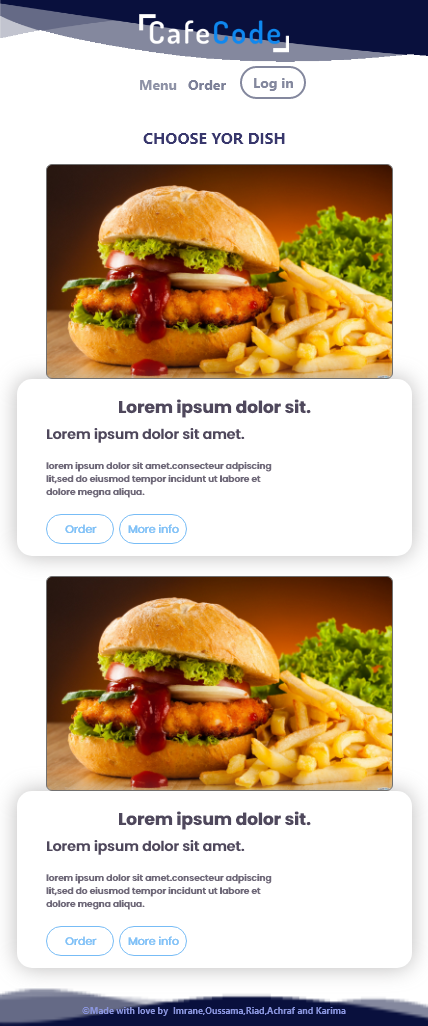 CafeCode
Menu Order Log in
CHOOSE YOR DISH
Lorem ipsum dolor sit.
Lorem ipsum dolor sit amet.
lorem ipsum dolor sit amet.consecteur adpiscing
lit,sed do eiusmod tempor incidunt ut labore et
dolore megna aliqua.
Order More info
Lorem ipsum dolor sit.
Lorem ipsum dolor sit amet.
lorem ipsum dolor sit amet.consecteur adpiscing
lit,sed do eiusmod tempor incidunt ut labore et
dolore megna aliqua.
Order More info
©Made with love by Imrane,Oussama,Riad,Achraf and Karima